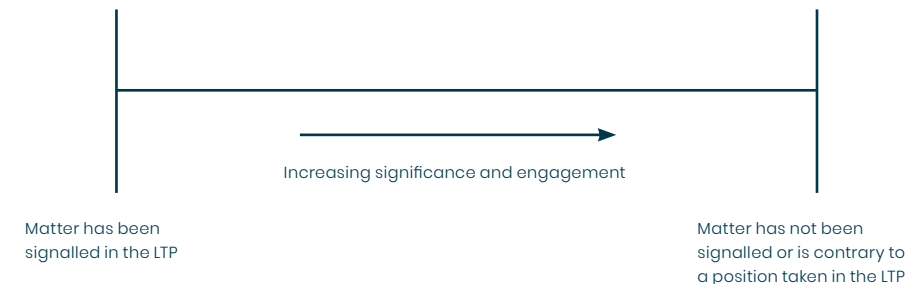 Increasing significance and engagement
Matter has been
signalled in the LTP
Matter has not been
signalled or is contrary to
a position taken in the LTP